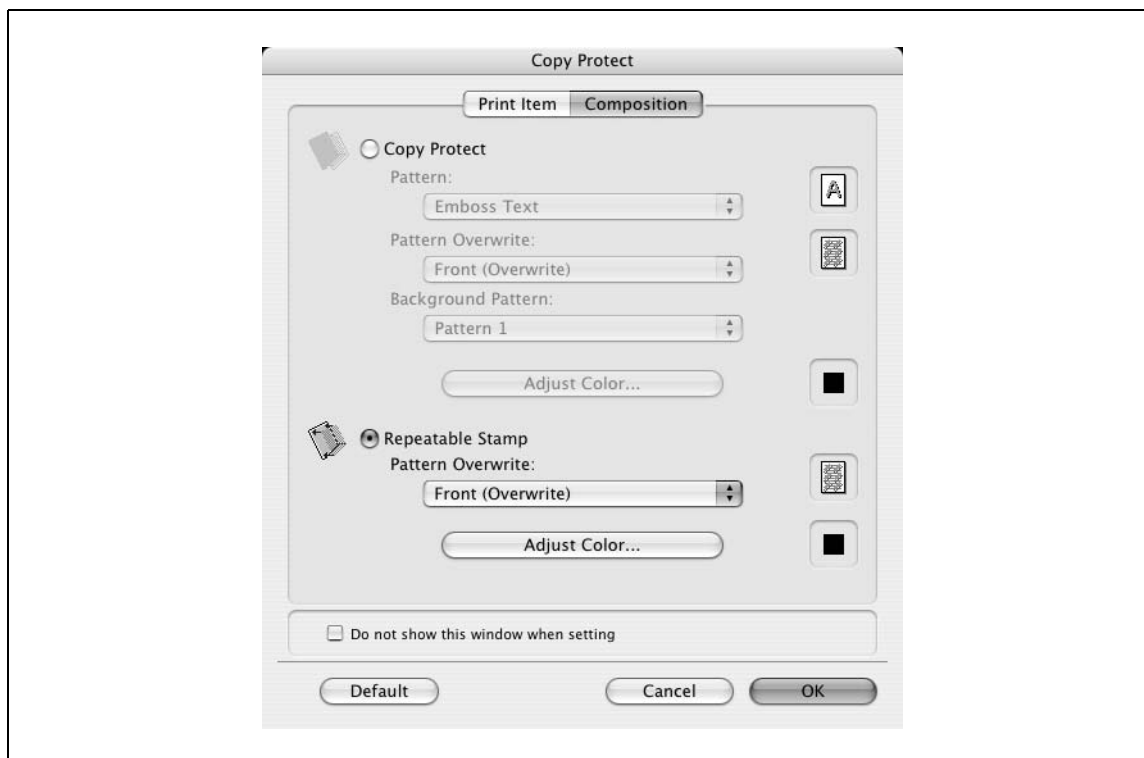 Copy Protect
Print Item Composition
Copy Protect
Pattern:
Emboss Text
A
Pattern Overwrite:
Front (Overwrite)
Background Pattern:
Pattern 1
Adjust Color...
Repeatable Stamp
Pattern Overwrite:
Front (Overwrite)
Adjust Color...
Do not show this window when setting
Default Cancel OK